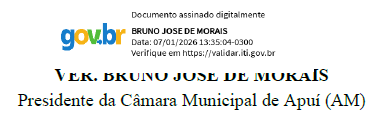 Documento assinado digitalmente
gov.br
BRUNO JOSE DE MORAIS
Data: 07/01/2026 13:35:04-0300
Verifique em https://validar.iti.gov.br
VER. BRUNO JOSÉ DE MORAIS
Presidente da Câmara Municipal de Apuí (AM)